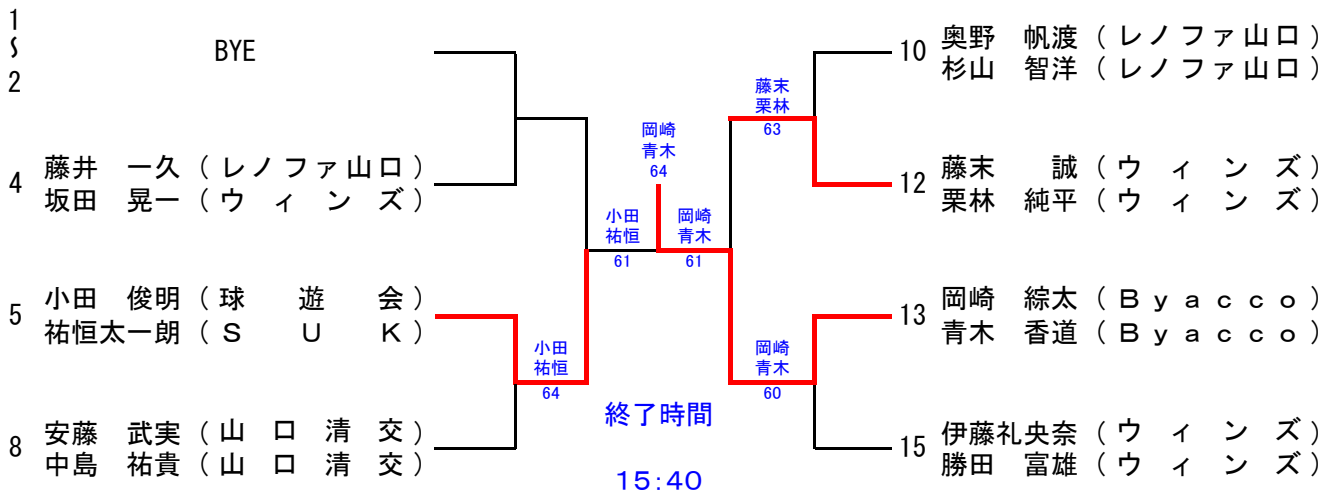 1
〜
2
BYE
4
藤井 一久（レノファ山口）
坂田 晃一（ウィンズ）
5
小田 俊明（球遊会）
祐恒太一朗（SUK）
8
安藤 武実（山口清交）
中島 祐貴（山口清交）
小田
祐恒
64
小田
祐恒
61
岡崎
青木
64
岡崎
青木
61
藤末
栗林
63
岡崎
青木
60
終了時間
15:40
10
奥野 帆渡（レノファ山口）
杉山 智洋（レノファ山口）
12
藤末 誠（ウィンズ）
栗林 純平（ウィンズ）
13
岡崎 綜太（Byacco）
青木 香道（Byacco）
15
伊藤礼央奈（ウィンズ）
勝田 富雄（ウィンズ）